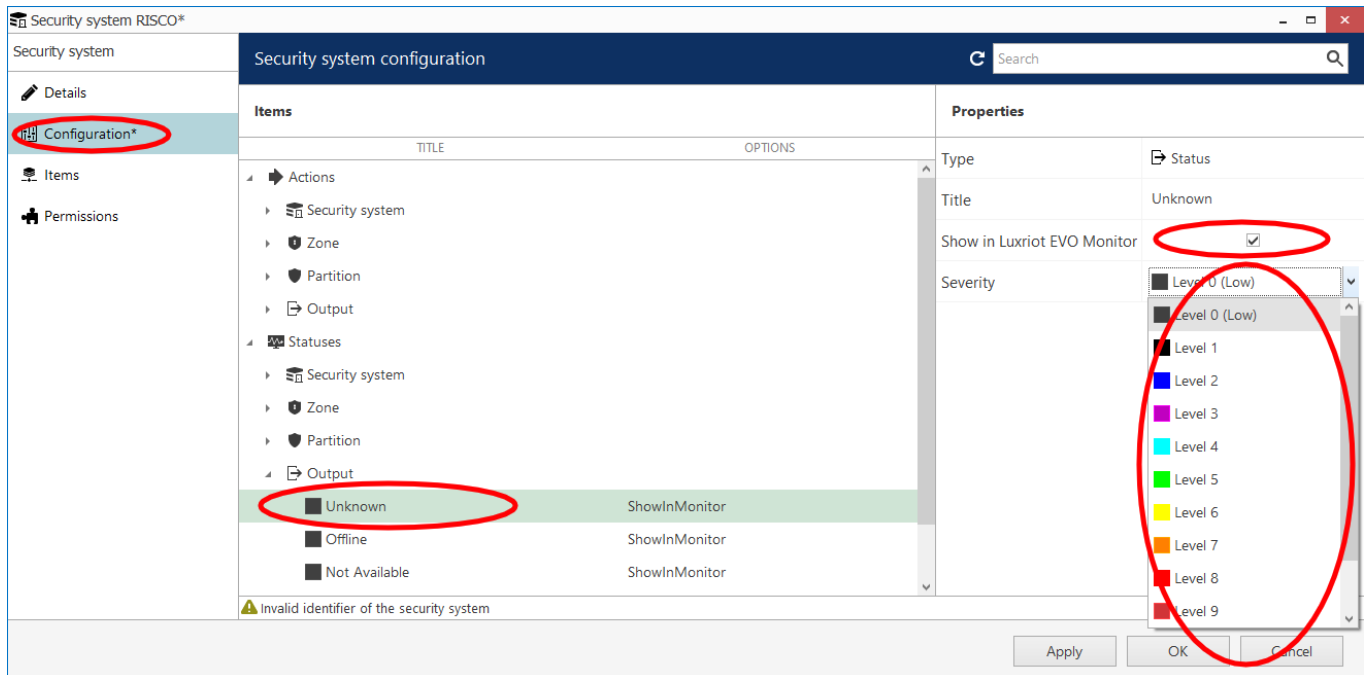 Security system RISCO*
Security system
Security system configuration
Search
Details
Configuration*
Items
Permissions
Items
Properties
TITLE OPTIONS
Actions
Security system
Zone
Partition
Output
Statuses
Security system
Zone
Partition
Output
Unknown ShowInMonitor
Offline ShowInMonitor
Not Available ShowInMonitor
Invalid identifier of the security system
Type Status
Title Unknown
Show in Luxriot EVO Monitor
Severity Level 0 (Low)
Level 0 (Low)
Level 1
Level 2
Level 3
Level 4
Level 5
Level 6
Level 7
Level 8
Level 9
Apply OK Cancel